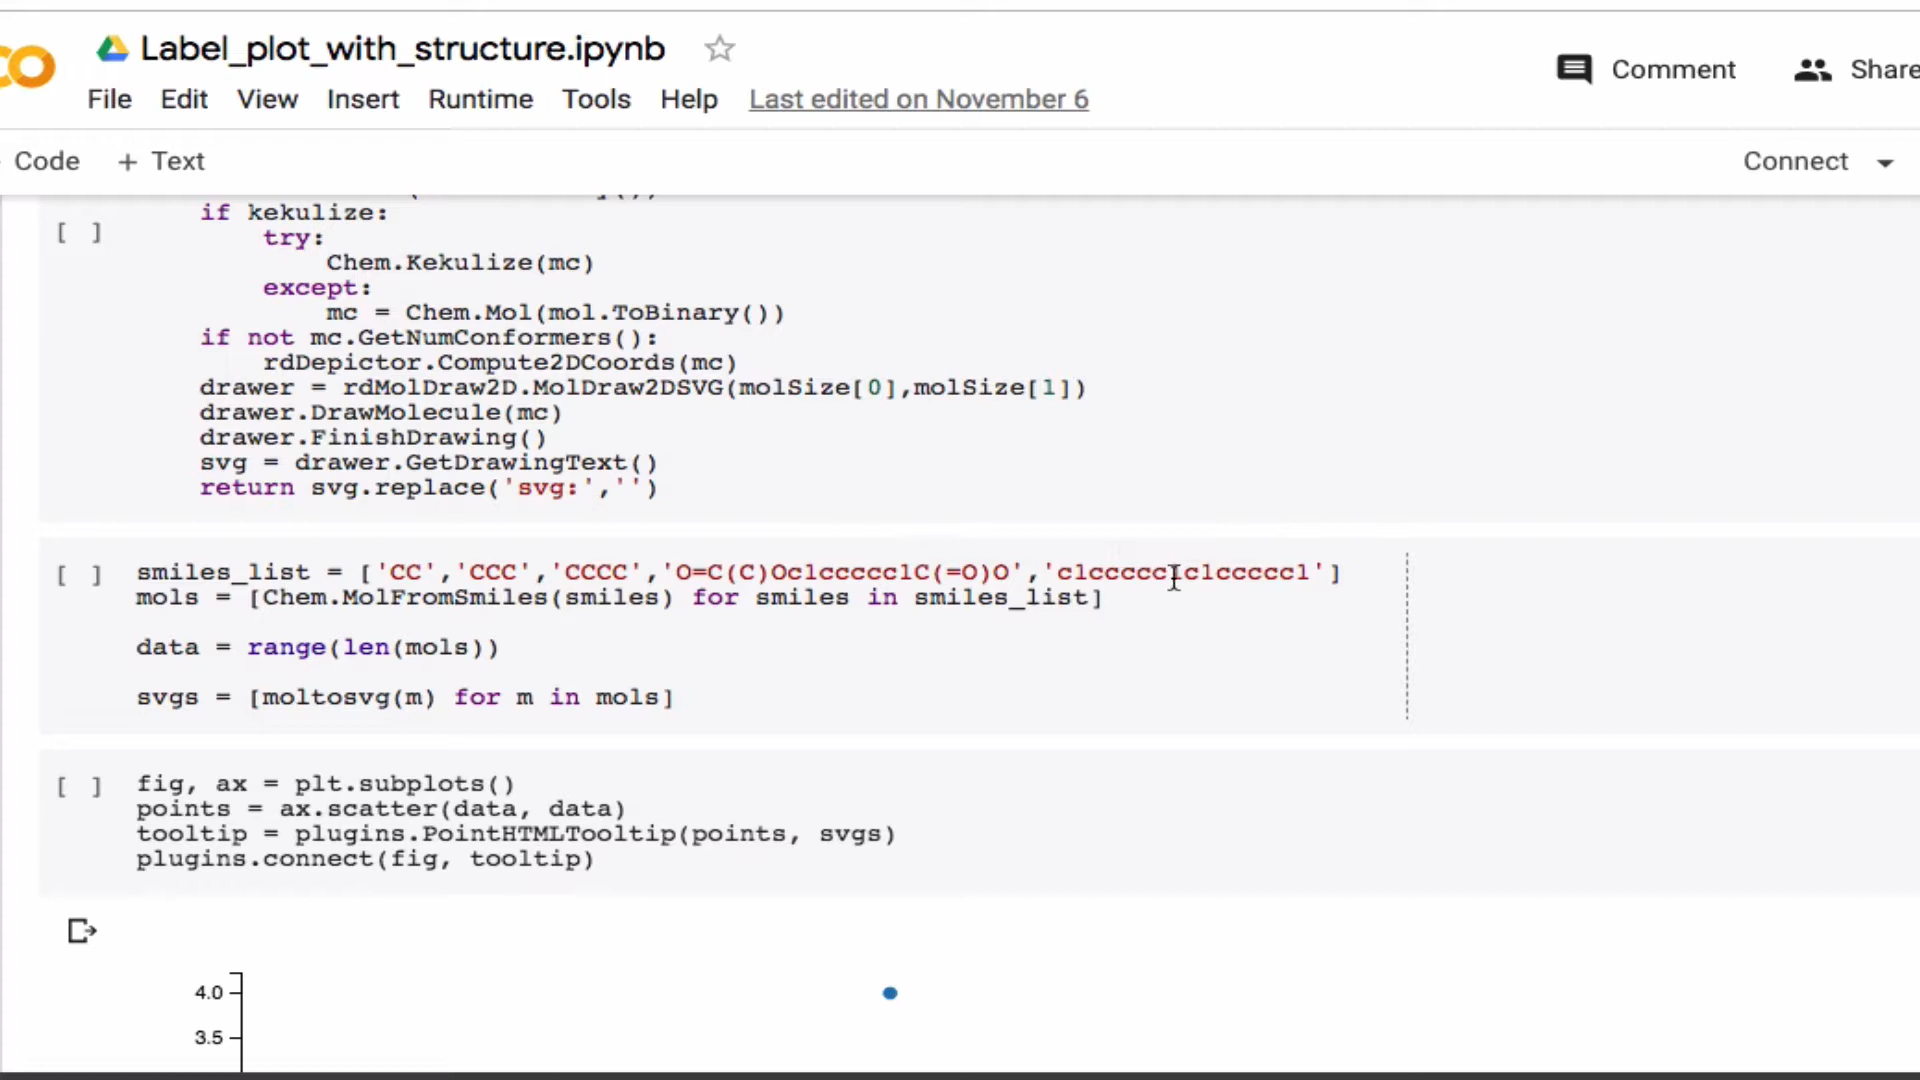 Label_plot_with_structure.ipynb
Comment
Share
File Edit View Insert Runtime Tools Help Last edited on November 6
Code + Text
Connect
[ ]
if kekulize:
try:
Chem.Kekulize(mc)
except:
mc = Chem.Mol(mol.ToBinary())
if not mc.GetNumConformers():
rdDepictor.Compute2DCoords(mc)
drawer = rdMolDraw2D.MolDraw2DSVG(molSize[0],molSize[1])
drawer.DrawMolecule(mc)
drawer.FinishDrawing()
svg = drawer.GetDrawingText()
return svg.replace('svg:','')
[ ] smiles_list = ['CC','CCC','CCCC','O=C(C)Oc1ccccc1C(=O)O','c1ccccc1c1ccccc1']
mols = [Chem.MolFromSmiles(smiles) for smiles in smiles_list]
data = range(len(mols))
svgs = [moltosvg(m) for m in mols]
[ ] fig, ax = plt.subplots()
points = ax.scatter(data, data)
tooltip = plugins.PointHTMLTooltip(points, svgs)
plugins.connect(fig, tooltip)
4.0
3.5